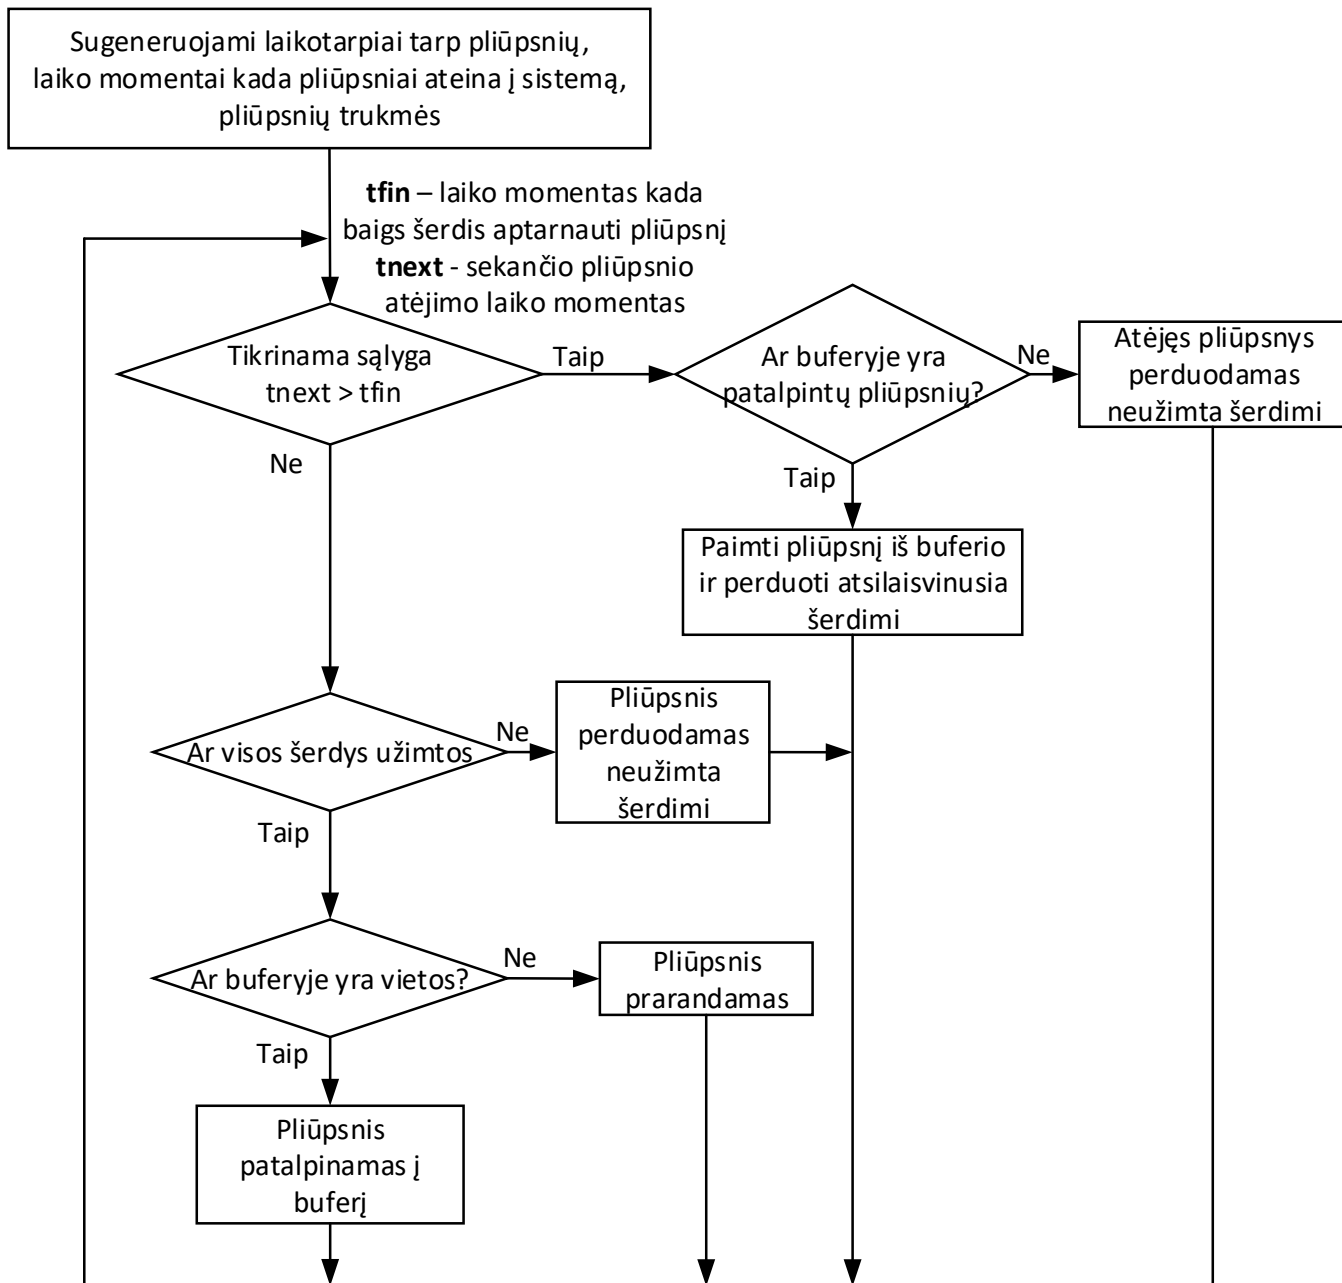 Sugeneruojami laikotarpiai tarp pliūpsnių,
laiko momentai kada pliūpsniai ateina į sistemą,
pliūpsnių trukmės
tfin – laiko momentas kada
baigs šerdis aptarnauti pliūpsnį
tnext - sekančio pliūpsnio
atėjimo laiko momentas
Tikrinama sąlyga
tnext > tfin
Taip
Ar buferyje yra
patalpintų pliūpsnių?
Ne
Atėjęs pliūpsnys
perduodamas
neužimta šerdimi
Ne
Taip
Paimti pliūpsnį iš buferio
ir perduoti atsilaisvinusia
šerdimi
Ar visos šerdys užimtos
Ne
Pliūpsnis
perduodamas
neužimta
šerdimi
Taip
Ar buferyje yra vietos?
Ne
Pliūpsnis
prarandamas
Taip
Pliūpsnis
patalpinamas į
buferį